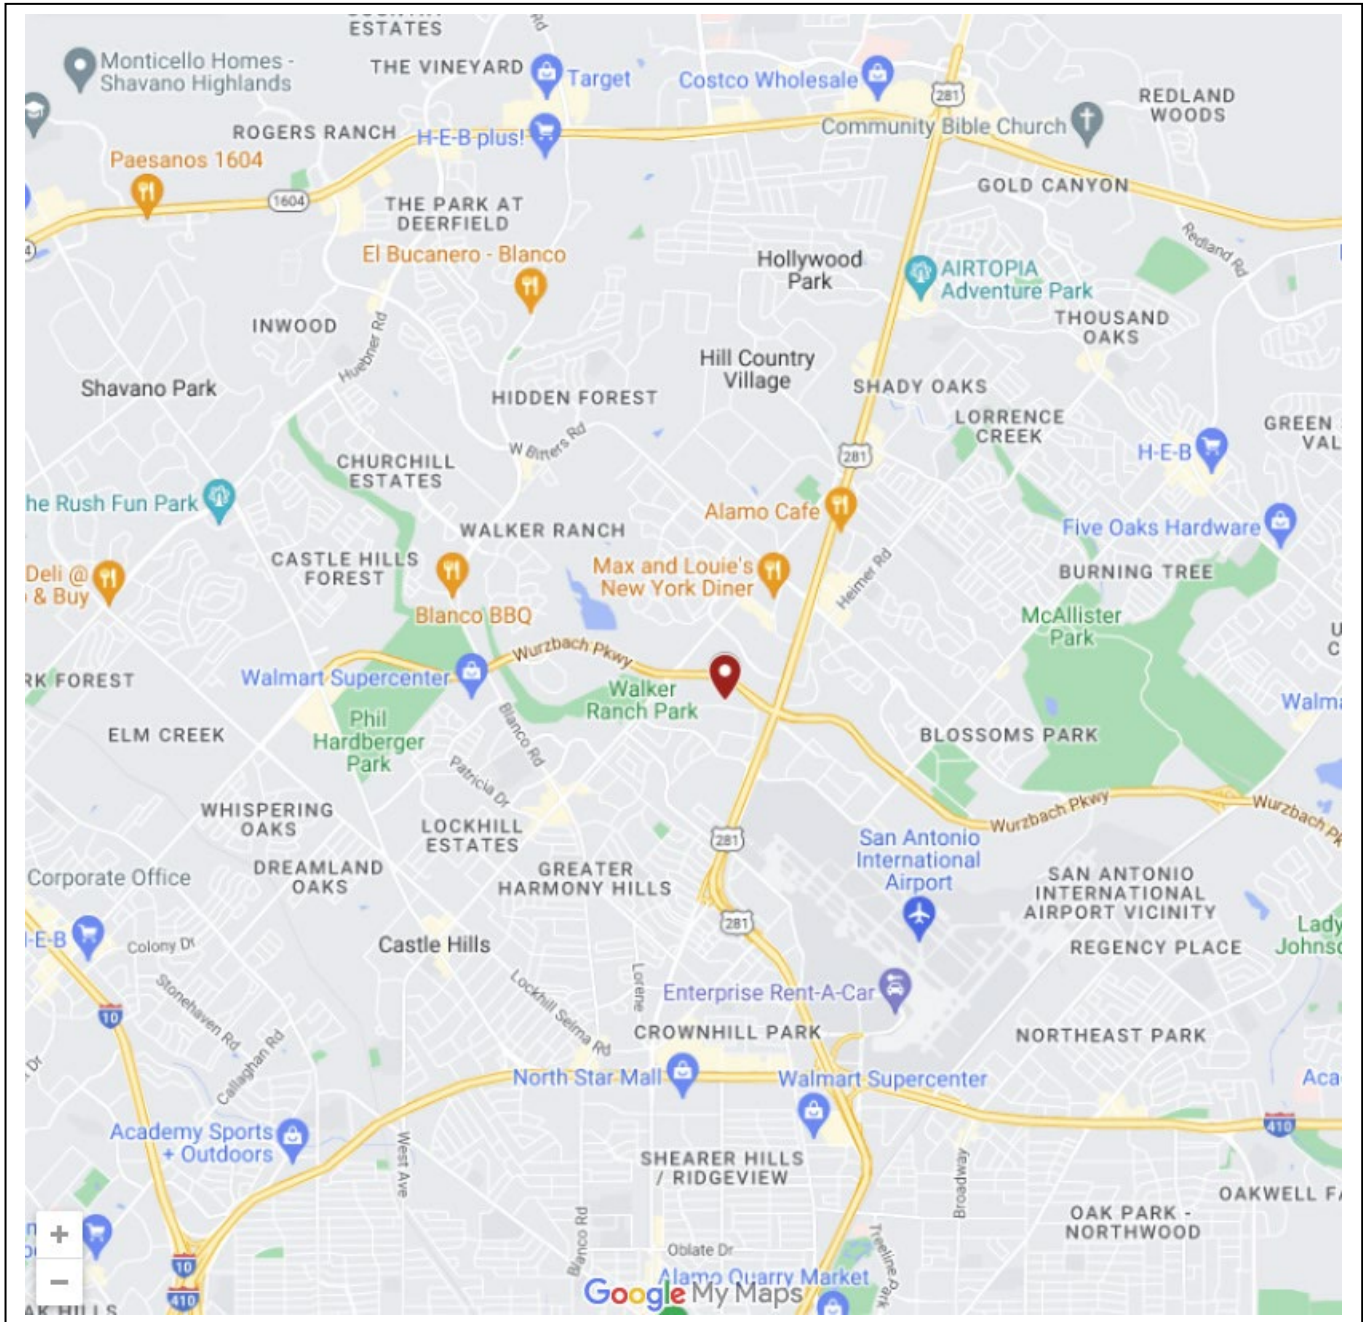 COUNTRY
ESTATES
Rd
Monticello Homes -
Shavano Highlands
THE VINEYARD
Target
Costco Wholesale
281
REDLAND
WOODS
ROGERS RANCH
H-E-B plus!
Community Bible Church
Paesanos 1604
GOLD CANYON
1604
THE PARK AT
DEERFIELD
Redland Rd
El Bucanero - Blanco
Hollywood
Park
AIRTOPIA
Adventure Park
INWOOD
THOUSAND
OAKS
Huebner Rd
Hill Country
Village
Shavano Park
SHADY OAKS
HIDDEN FOREST
LORRENCE
CREEK
GREEN
VAL
W Bitters Rd
281
H-E-B
CHURCHILL
ESTATES
he Rush Fun Park
Alamo Cafe
Five Oaks Hardware
WALKER RANCH
CASTLE HILLS
FOREST
Max and Louie's
New York Diner
Heimer Rd
BURNING TREE
Deli @
& Buy
Blanco BBQ
McAllister
Park
U
C
Wurzbach Pkwy
RK FOREST
Walmart Supercenter
Walker
Ranch Park
Walma
ELM CREEK
Phil
Hardberger
Park
Blanco Rd
BLOSSOMS PARK
Patricia Dr
WHISPERING
OAKS
LOCKHILL
ESTATES
Wurzbach Pkwy
Wurzbach Pk
281
San Antonio
International
Airport
Corporate Office
DREAMLAND
OAKS
GREATER
HARMONY HILLS
SAN ANTONIO
INTERNATIONAL
AIRPORT VICINITY
281
H-E-B
Colony Dr
Castle Hills
REGENCY PLACE
Lady
Johnso
Stonehaven Rd
Lockhill Selma Rd
Lorene
Enterprise Rent-A-Car
10
Callaghan Rd
CROWNHILL PARK
NORTHEAST PARK
Dr
North Star Mall
Walmart Supercenter
Aca
Academy Sports
+ Outdoors
410
West Ave
SHEARER HILLS
/ RIDGEVIEW
Broadway
OAKWELL FA
OAK PARK -
NORTHWOOD
+
−
Blanco Rd
Oblate Dr
Treeline Park
10
Alamo Quarry Market
410
Google My Maps
AK HILLS